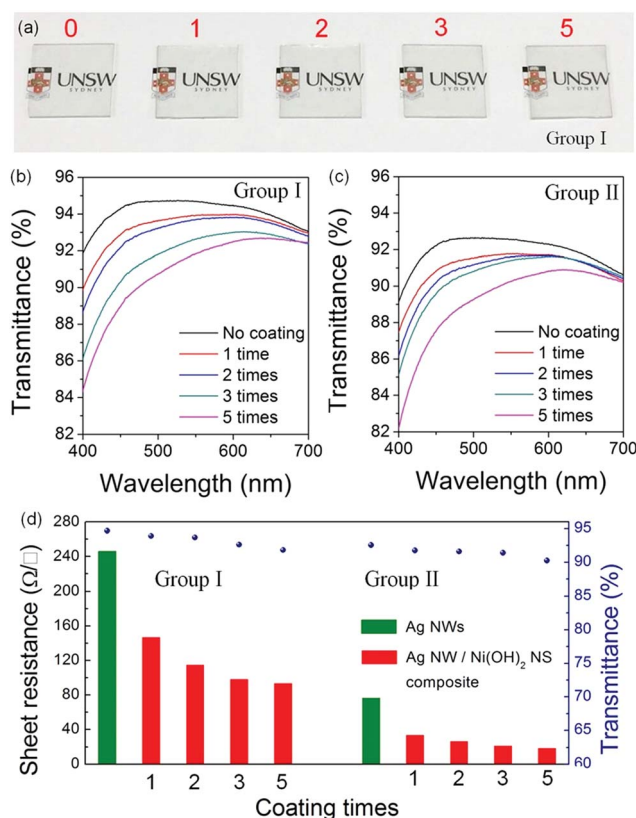 (a)
0 1 2 3 5
UNSW UNSW UNSW UNSW UNSW
SYDNEY SYDNEY SYDNEY SYDNEY SYDNEY
Group I
(b)
Group I
Transmittance (%)
96
94
92
90
88
86
84
82
No coating
1 time
2 times
3 times
5 times
400 500 600 700
Wavelength (nm)
(c)
Group II
Transmittance (%)
96
94
92
90
88
86
84
82
No coating
1 time
2 times
3 times
5 times
400 500 600 700
Wavelength (nm)
(d)
Sheet resistance (Ω/□)
280
240
200
160
120
80
40
0
Group I
Group II
Ag NWs
Ag NW / Ni(OH)₂ NS
composite
95
90
85
80
75
70
65
60
Transmittance (%)
1 2 3 5 1 2 3 5
Coating times